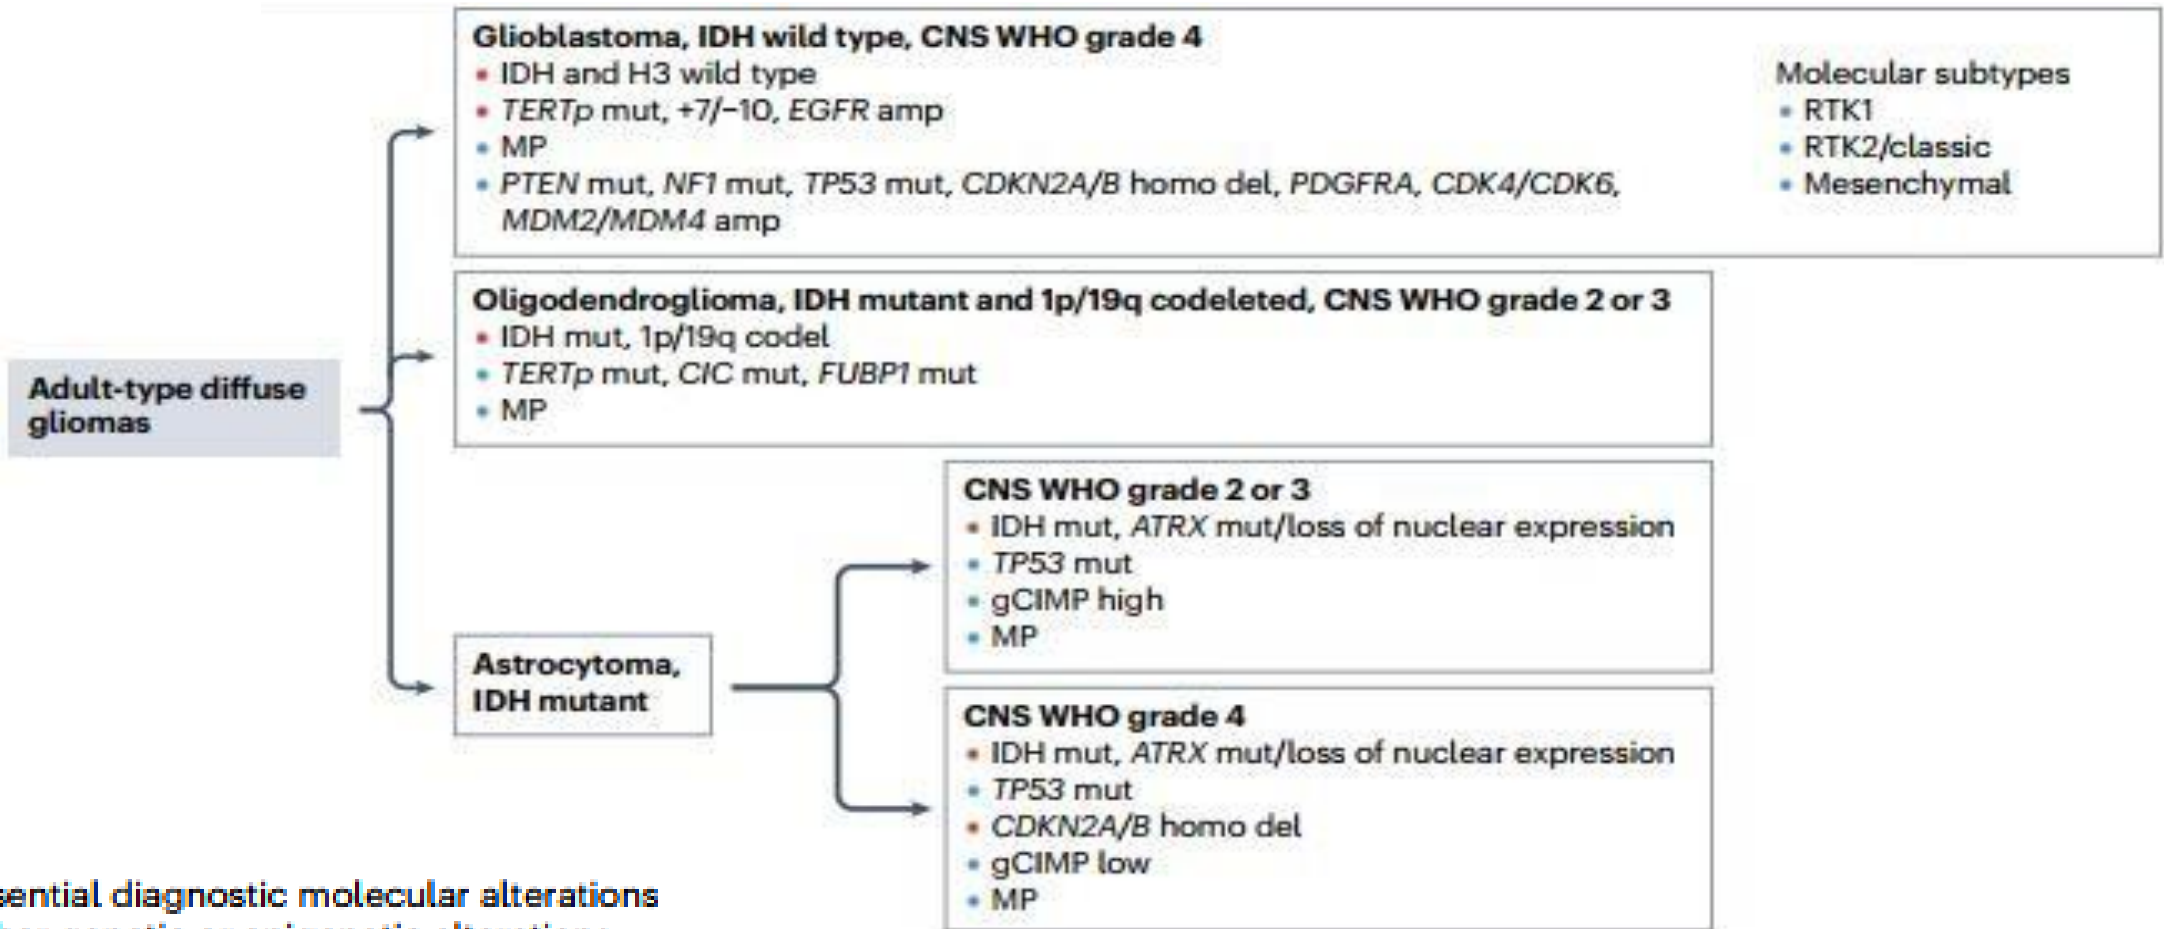 Glioblastoma, IDH wild type, CNS WHO grade 4
• IDH and H3 wild type
• TERTp mut, +7/−10, EGFR amp
• MP
• PTEN mut, NF1 mut, TP53 mut, CDKN2A/B homo del, PDGFRA, CDK4/CDK6,
MDM2/MDM4 amp
Molecular subtypes
• RTK1
• RTK2/classic
• Mesenchymal
Oligodendroglioma, IDH mutant and 1p/19q codeleted, CNS WHO grade 2 or 3
• IDH mut, 1p/19q codel
• TERTp mut, CIC mut, FUBP1 mut
• MP
Adult-type diffuse
gliomas
Astrocytoma,
IDH mutant
CNS WHO grade 2 or 3
• IDH mut, ATRX mut/loss of nuclear expression
• TP53 mut
• gCIMP high
• MP
CNS WHO grade 4
• IDH mut, ATRX mut/loss of nuclear expression
• TP53 mut
• CDKN2A/B homo del
• gCIMP low
• MP
sential diagnostic molecular alterations